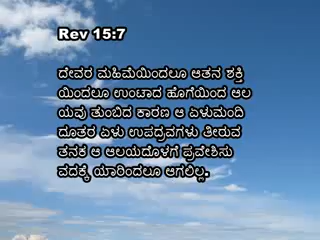 Rev 15:7
ದೇವರ ಮಹಿಮೆಯಿಂದಲೂ ಆತನ ಶಕ್ತಿ
ಯಿಂದಲೂ ಉಂಟಾದ ಹೊಗೆಯಿಂದ ಆಲ
ಯವು ತುಂಬಿದ ಕಾರಣ ಆ ಏಳುಮಂದಿ
ದೂತರ ಏಳು ಉಪದ್ರವಗಳು ತೀರುವ
ತನಕ ಆ ಆಲಯದೊಳಗೆ ಪ್ರವೇಶಿಸು
ವದಕ್ಕೆ ಯಾರಿಂದಲೂ ಆಗಲಿಲ್ಲ.